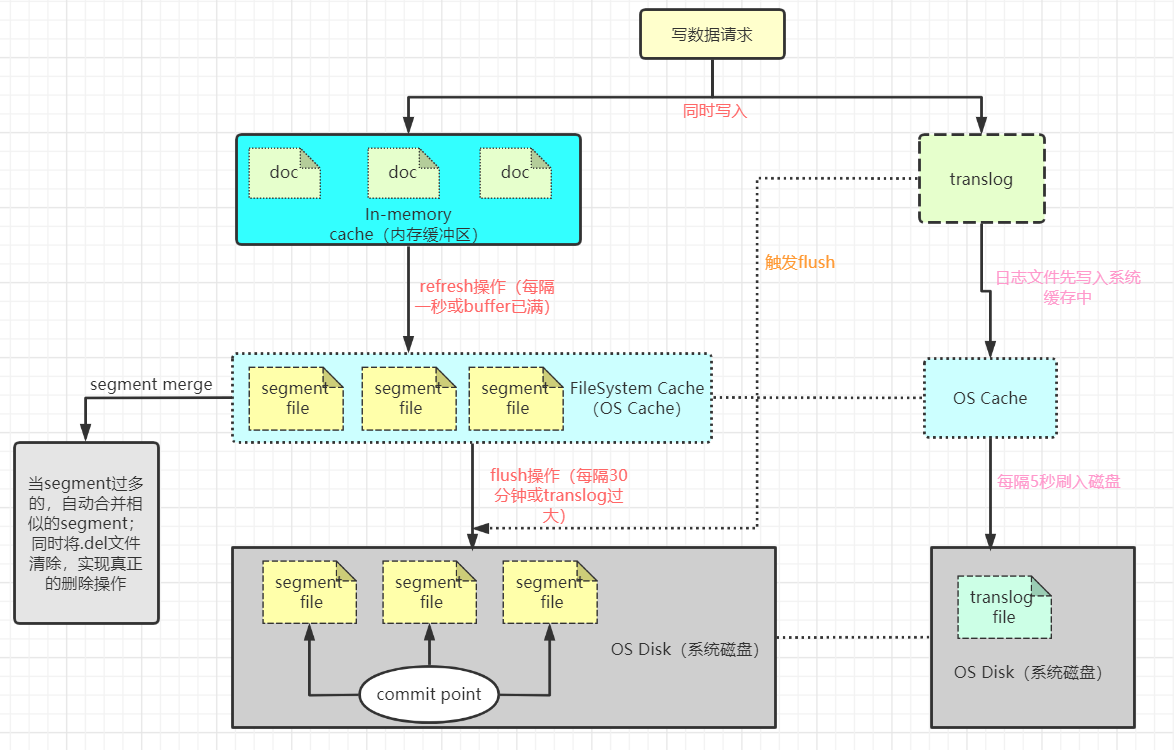 写数据请求
同时写入
doc
doc
doc
In-memory
cache（内存缓冲区）
translog
触发flush
refresh操作（每隔
一秒或buffer已满）
日志文件先写入系统
缓存中
segment merge
segment
file
segment
file
segment
file
FileSystem Cache
（OS Cache）
OS Cache
当segment过多
的，自动合并相
似的segment；
同时将.del文件
清除，实现真正
的删除操作
flush操作（每隔30
分钟或translog过
大）
每隔5秒刷入磁盘
segment
file
segment
file
segment
file
OS Disk（系统磁盘）
commit point
translog
file
OS Disk（系统磁盘）